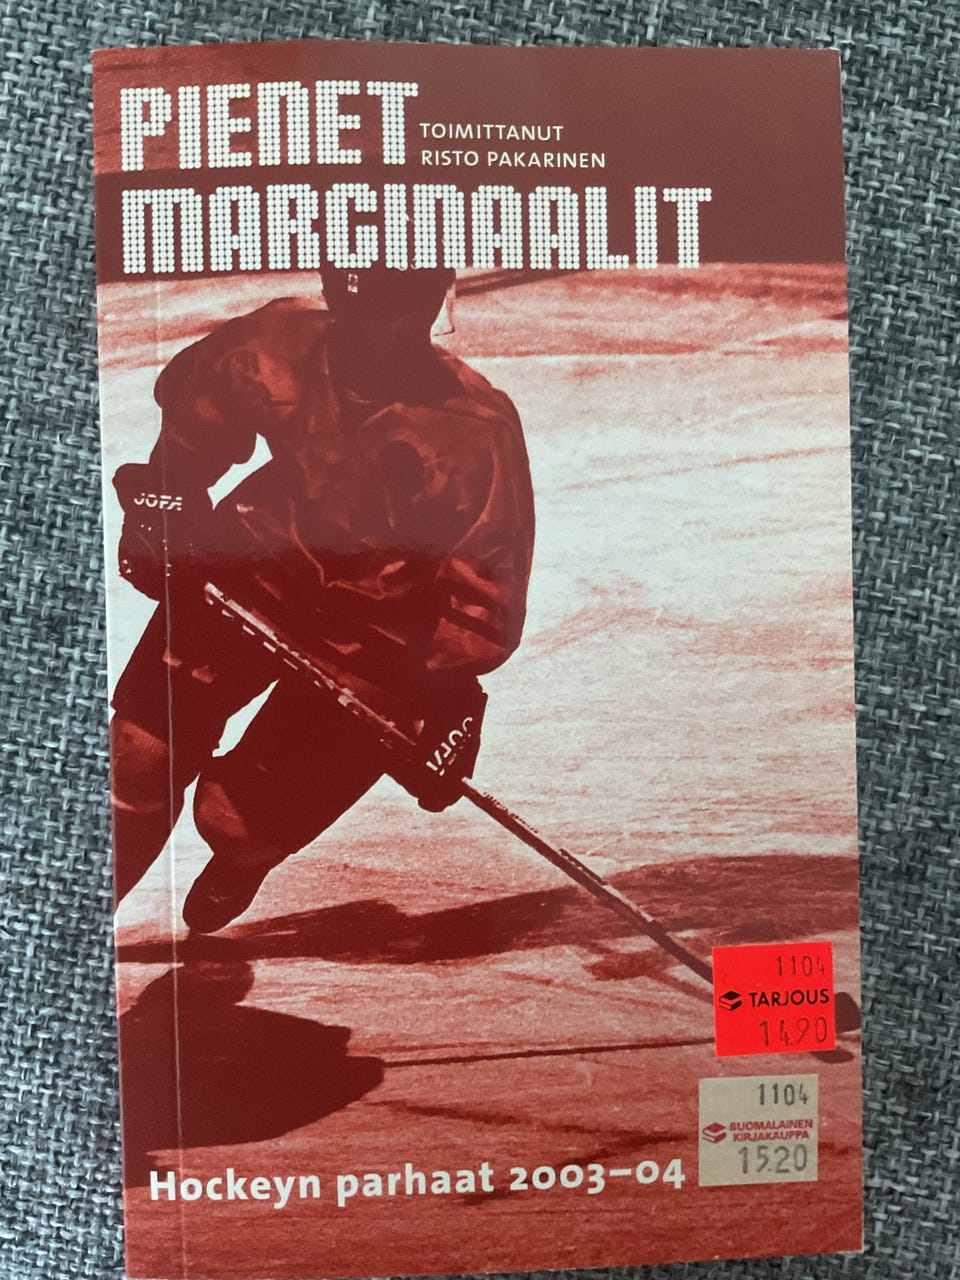 PIENET
TOIMITTANUT
RISTO PAKARINEN
MARGINAALIT
JOFA
JOFA
1104
TARJOUS
14.90
1104
SUOMALAINEN
KIRJAKAUPPA
15.20
Hockeyn parhaat 2003–04